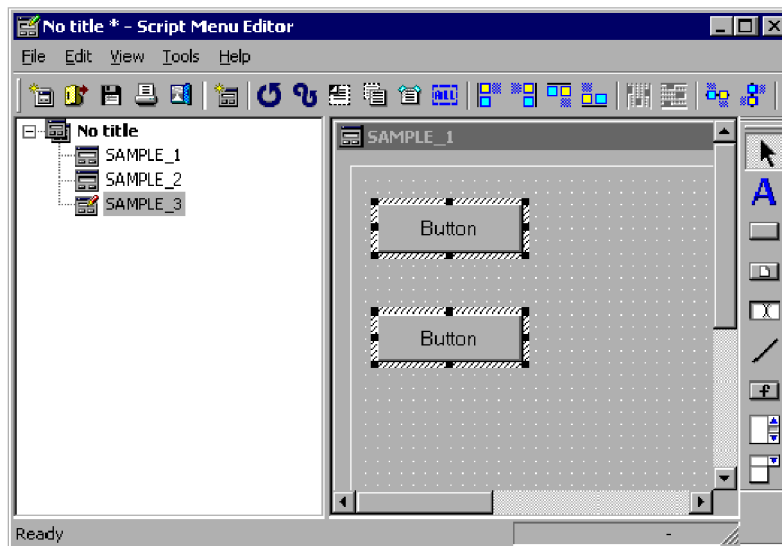 No title * - Script Menu Editor
File Edit View Tools Help
ALL
No title
SAMPLE_1
SAMPLE_2
SAMPLE_3
SAMPLE_1
Button
Button
A
f
Ready
-